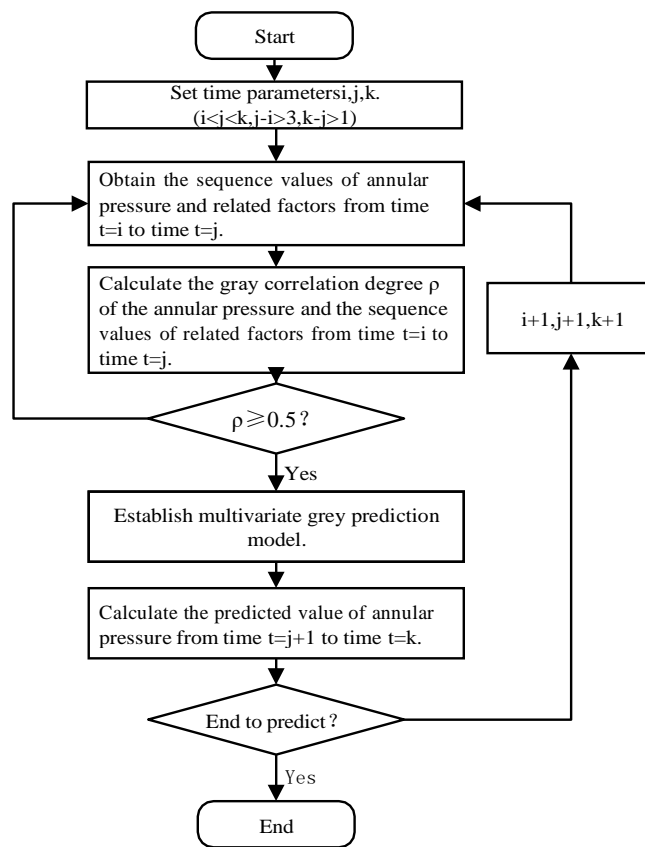 Start
Set time parametersi,j,k.
(i<j<k,j-i>3,k-j>1)
Obtain the sequence values of annular
pressure and related factors from time
t=i to time t=j.
Calculate the gray correlation degree ρ
of the annular pressure and the sequence
values of related factors from time t=i to
time t=j.
i+1,j+1,k+1
ρ≥0.5?
Yes
Establish multivariate grey prediction
model.
Calculate the predicted value of annular
pressure from time t=j+1 to time t=k.
End to predict?
Yes
End